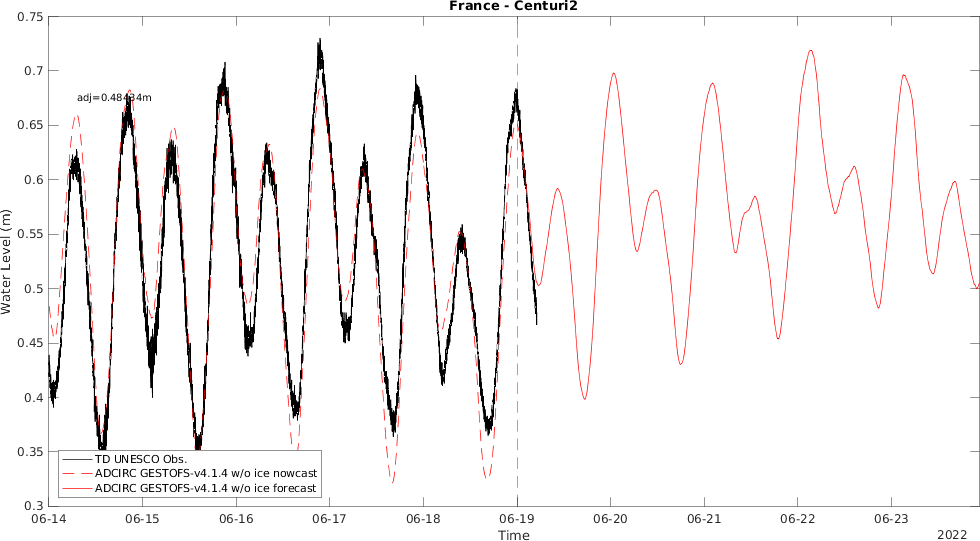 France - Centuri2
Water Level (m)
0.75
0.7
0.65
0.6
0.55
0.5
0.45
0.4
0.35
0.3
adj=0.48434m
TD UNESCO Obs.
ADCIRC GESTOFS-v4.1.4 w/o ice nowcast
ADCIRC GESTOFS-v4.1.4 w/o ice forecast
06-14 06-15 06-16 06-17 06-18 06-19 06-20 06-21 06-22 06-23
Time
2022